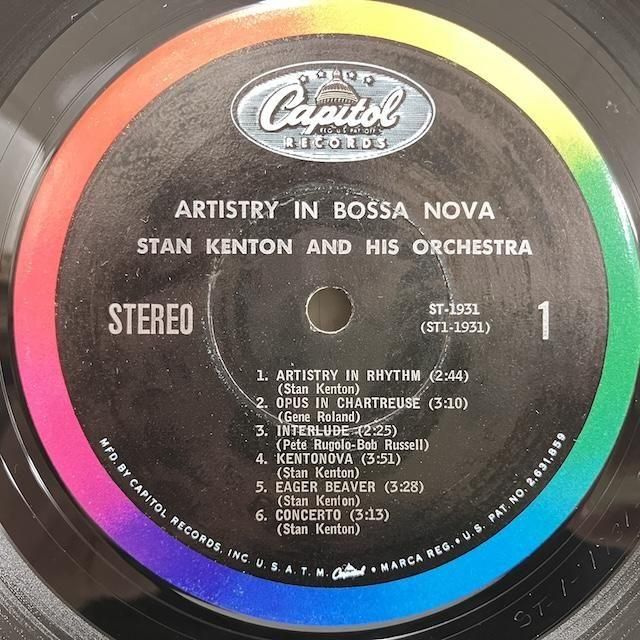 Capitol
REG. U.S. PAT. OFF.
RECORDS
ARTISTRY IN BOSSA NOVA
STAN KENTON AND HIS ORCHESTRA
STEREO
ST-1931
(ST1-1931)
1
1. ARTISTRY IN RHYTHM (2:44)
(Stan Kenton)
2. OPUS IN CHARTREUSE (3:10)
(Gene Roland)
3. INTERLUDE (2:25)
(Pete Rugolo-Bob Russell)
4. KENTONOVA (3:51)
(Stan Kenton)
5. EAGER BEAVER (3:28)
(Stan Kenton)
6. CONCERTO (3:13)
(Stan Kenton)
MFD. BY CAPITOL RECORDS, INC. U.S.A. T.M. Capitol • MARCA REG. • U.S. PAT. NO. 2,631,859